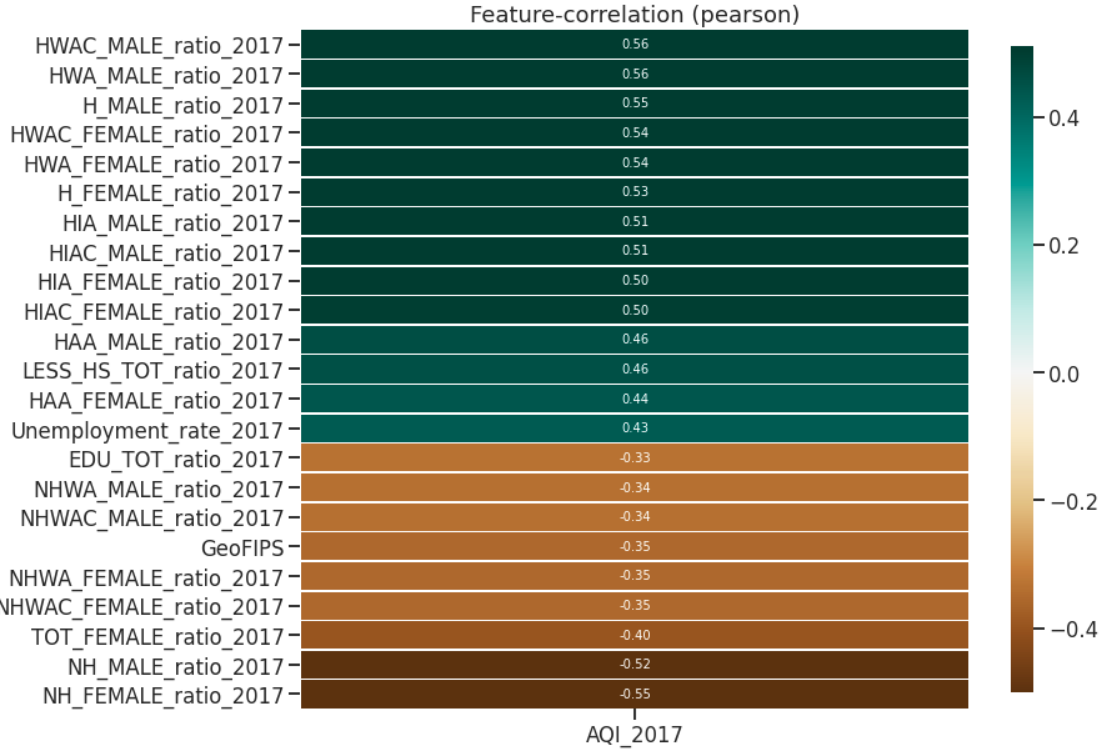 Feature-correlation (pearson)
HWAC_MALE_ratio_2017 0.56
HWA_MALE_ratio_2017 0.56
H_MALE_ratio_2017 0.55
HWAC_FEMALE_ratio_2017 0.54
HWA_FEMALE_ratio_2017 0.54
H_FEMALE_ratio_2017 0.53
HIA_MALE_ratio_2017 0.51
HIAC_MALE_ratio_2017 0.51
HIA_FEMALE_ratio_2017 0.50
HIAC_FEMALE_ratio_2017 0.50
HAA_MALE_ratio_2017 0.46
LESS_HS_TOT_ratio_2017 0.46
HAA_FEMALE_ratio_2017 0.44
Unemployment_rate_2017 0.43
EDU_TOT_ratio_2017 -0.33
NHWA_MALE_ratio_2017 -0.34
NHWAC_MALE_ratio_2017 -0.34
GeoFIPS -0.35
NHWA_FEMALE_ratio_2017 -0.35
NHWAC_FEMALE_ratio_2017 -0.35
TOT_FEMALE_ratio_2017 -0.40
NH_MALE_ratio_2017 -0.52
NH_FEMALE_ratio_2017 -0.55
AQI_2017
0.4
0.2
0.0
−0.2
−0.4